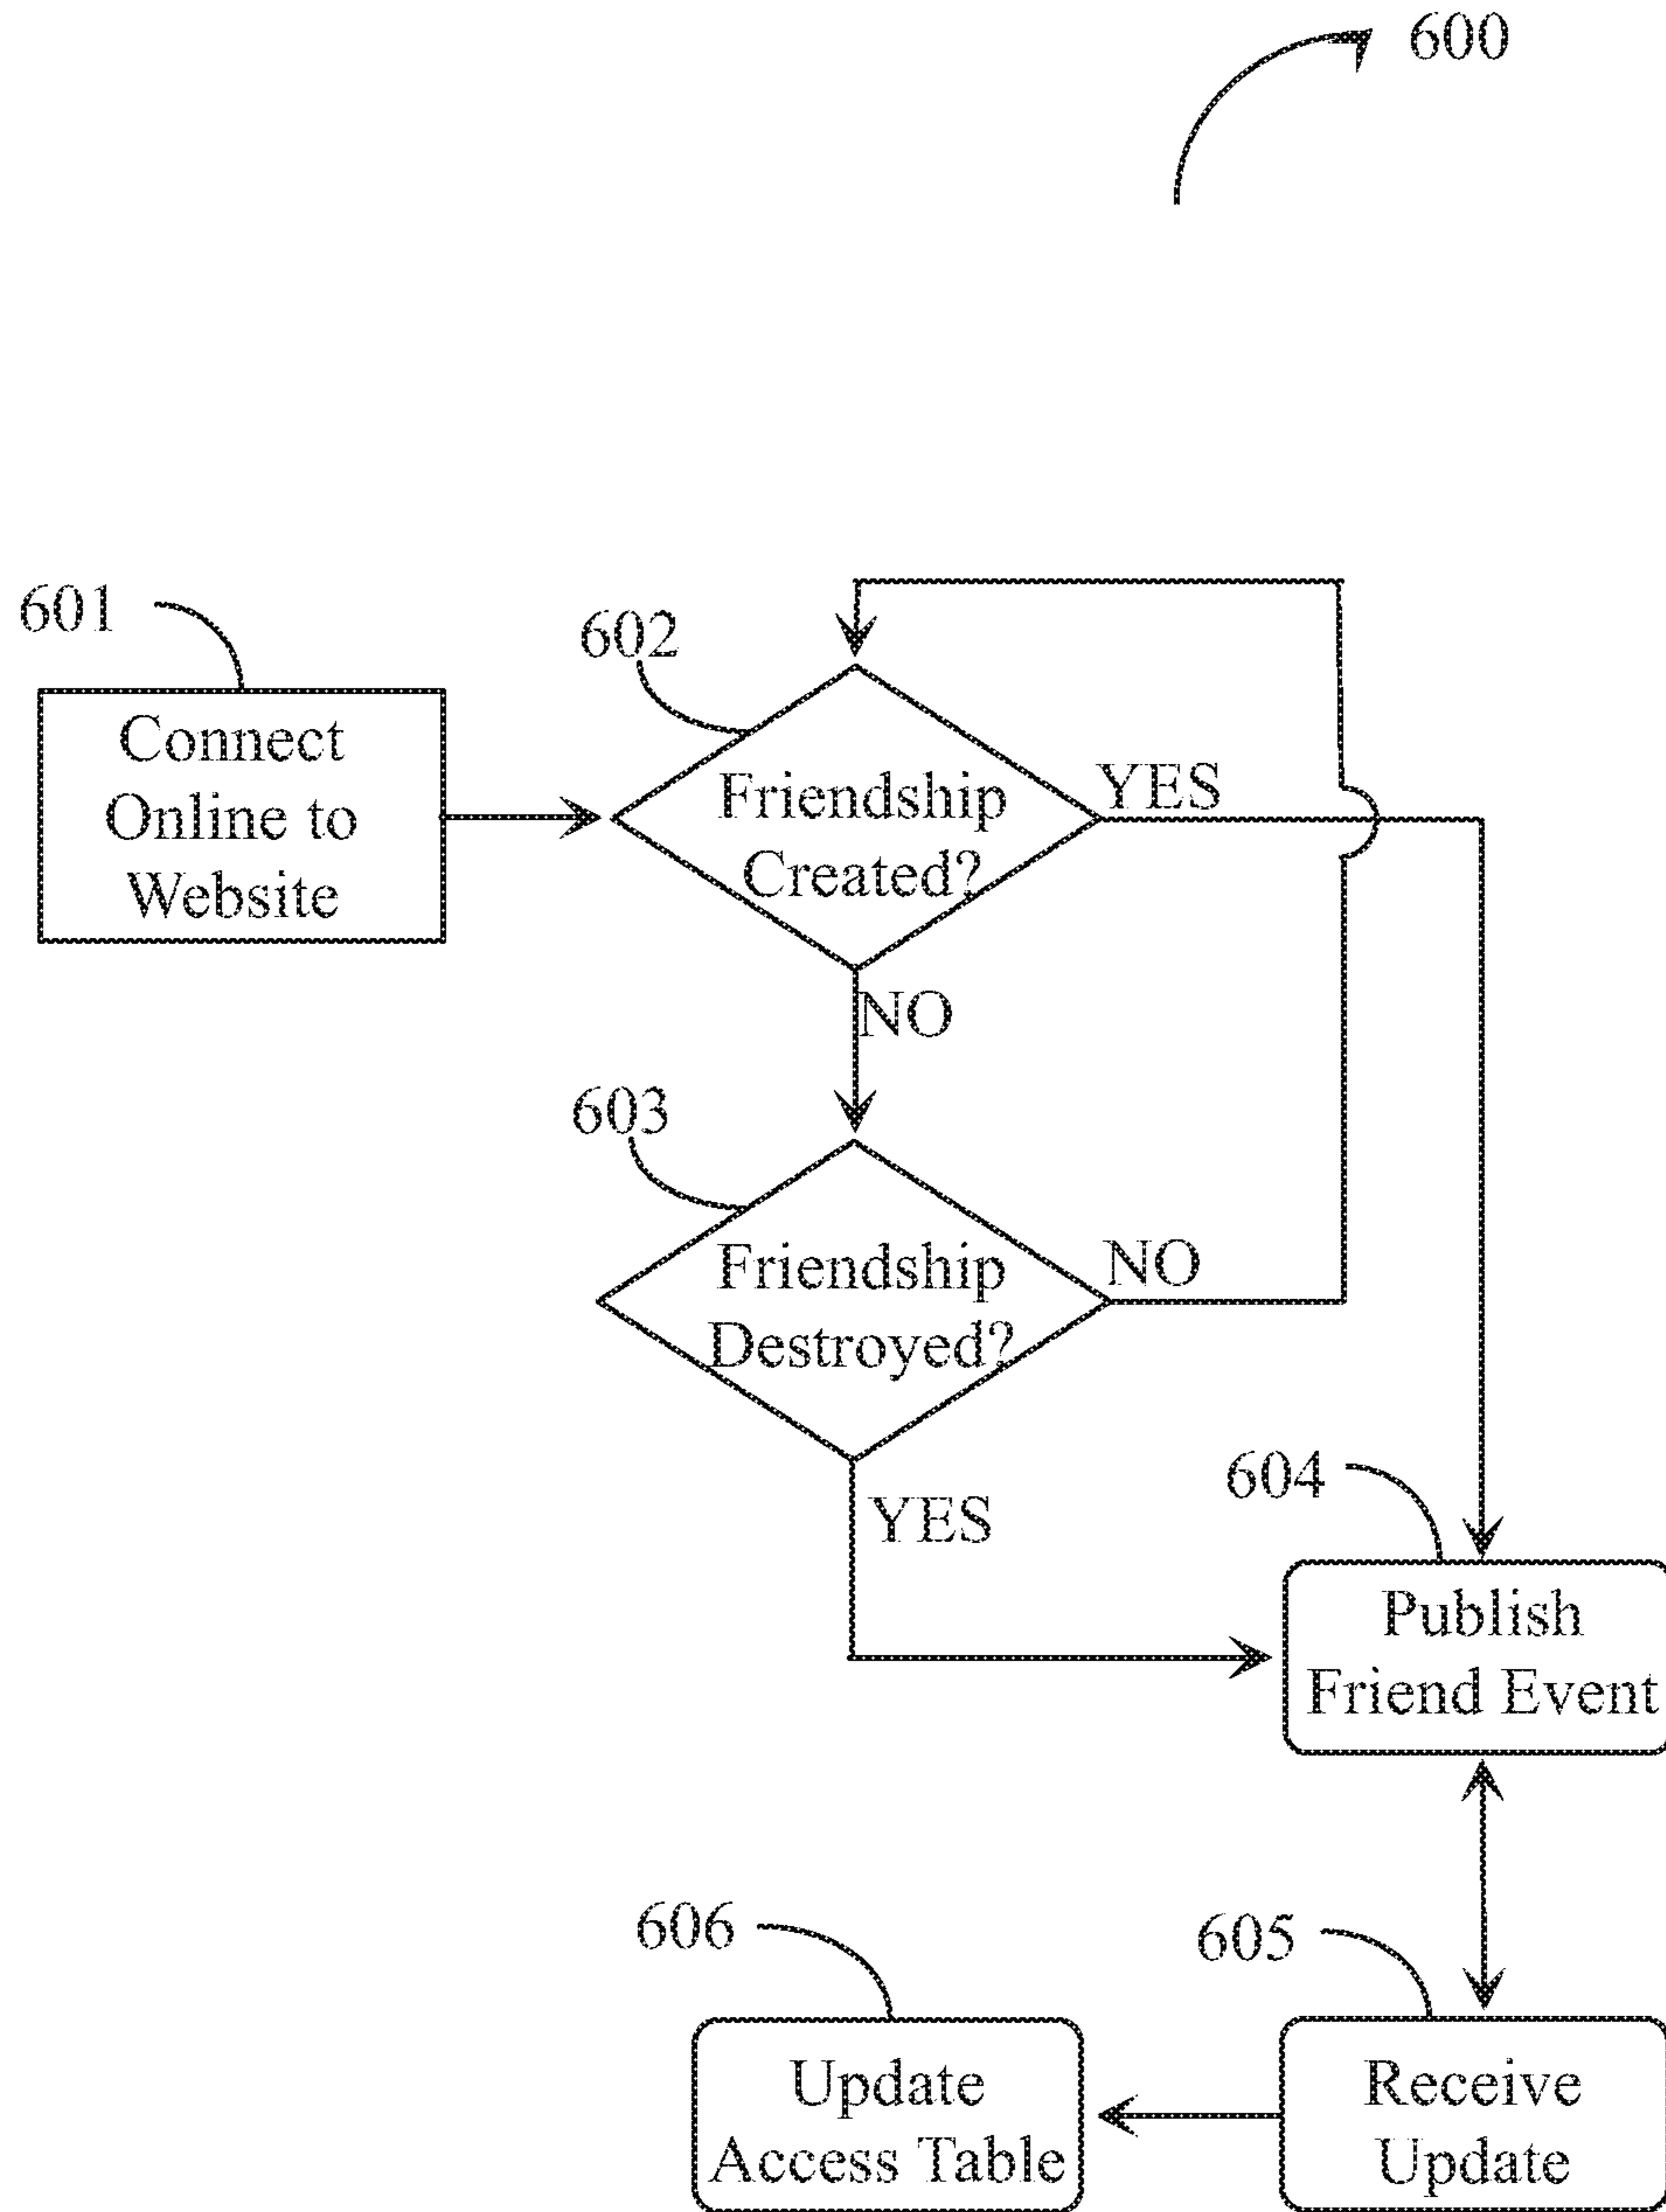 600
601
Connect
Online to
Website
602
Friendship
Created?
YES
NO
603
Friendship
Destroyed?
NO
YES
604
Publish
Friend Event
606
Update
Access Table
605
Receive
Update